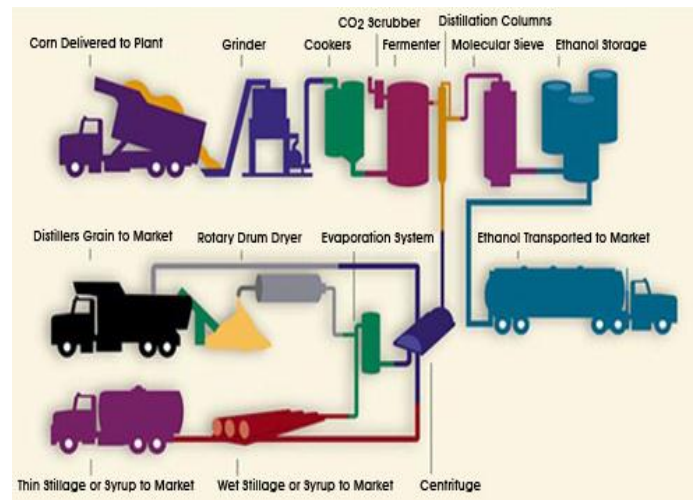 CO2 Scrubber
Distillation Columns
Corn Delivered to Plant
Grinder
Cookers
Fermenter
Molecular Sieve
Ethanol Storage
Distillers Grain to Market
Rotary Drum Dryer
Evaporation System
Ethanol Transported to Market
Thin Stillage or Syrup to Market
Wet Stillage or Syrup to Market
Centrifuge